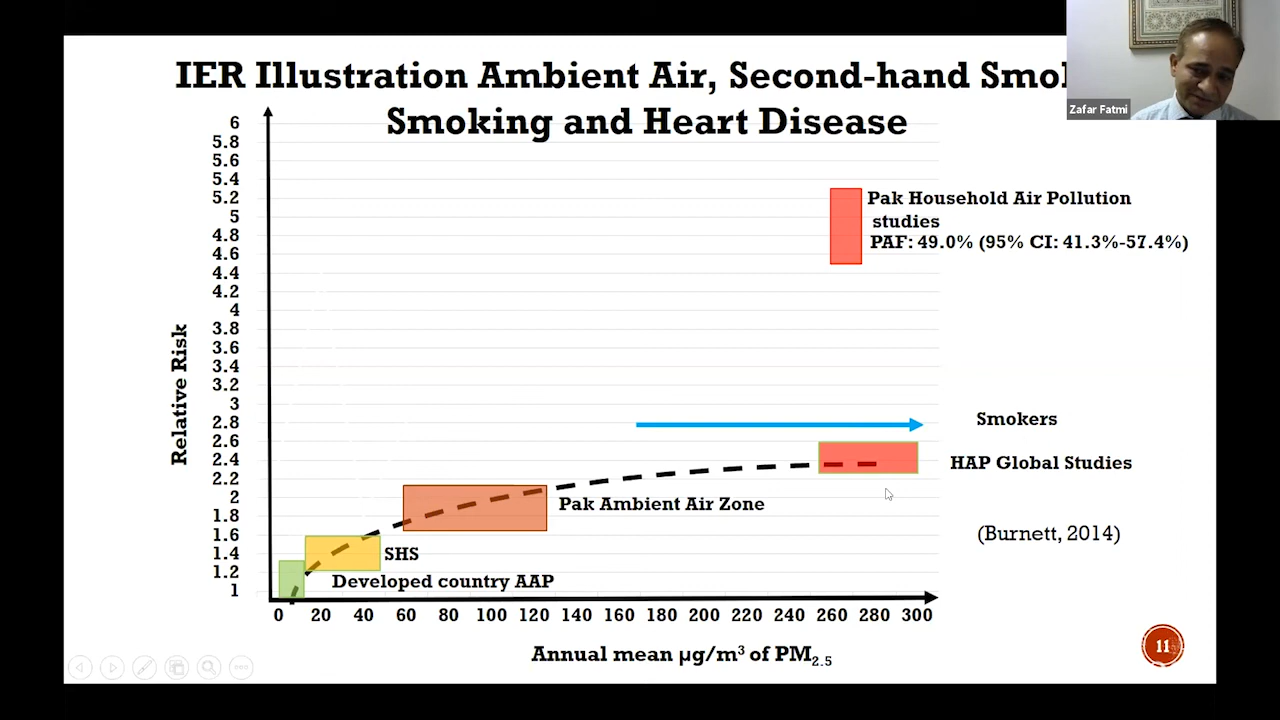 IER Illustration Ambient Air, Second-hand
Smoking and Heart Disease
Zafar Fatmi
6
5.8
5.6
5.4
5.2
5
4.8
4.6
4.4
4.2
4
3.8
3.6
3.4
3.2
3
2.8
2.6
2.4
2.2
2
1.8
1.6
1.4
1.2
1
Relative Risk
Pak Household Air Pollution
studies
PAF: 49.0% (95% CI: 41.3%-57.4%)
Smokers
HAP Global Studies
Pak Ambient Air Zone
(Burnett, 2014)
SHS
Developed country AAP
0 20 40 60 80 100 120 140 160 180 200 220 240 260 280 300
Annual mean µg/m³ of PM₂.₅
11